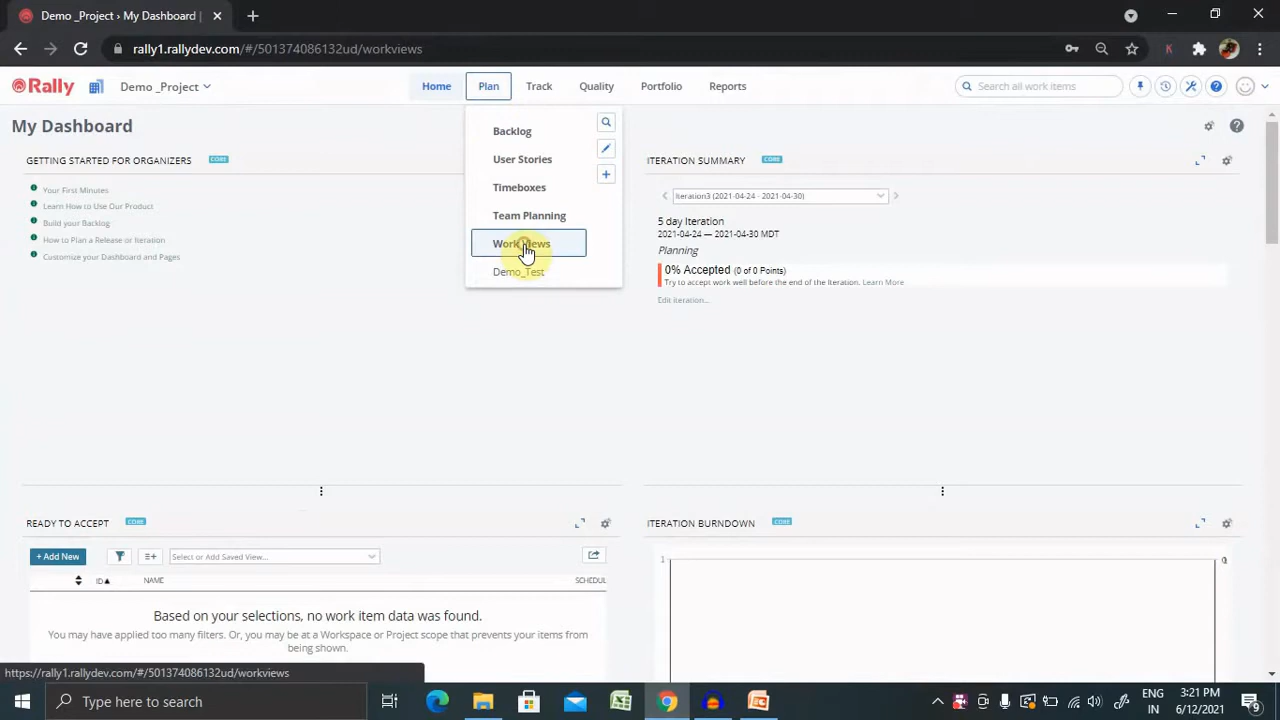 Demo _Project › My Dashboard |
rally1.rallydev.com/#/501374086132ud/workviews
Rally
Demo _Project
Home
Plan
Track
Quality
Portfolio
Reports
Search all work items
My Dashboard
Backlog
User Stories
Timeboxes
Team Planning
Work Views
Demo_Test
GETTING STARTED FOR ORGANIZERS
CORE
Your First Minutes
Learn How to Use Our Product
Build your Backlog
How to Plan a Release or Iteration
Customize your Dashboard and Pages
ITERATION SUMMARY
CORE
Iteration3 (2021-04-24 - 2021-04-30)
5 day Iteration
2021-04-24 — 2021-04-30 MDT
Planning
0% Accepted (0 of 0 Points)
Try to accept work well before the end of the Iteration. Learn More
Edit iteration...
READY TO ACCEPT
CORE
+ Add New
Select or Add Saved View...
ID
NAME
SCHEDUL
Based on your selections, no work item data was found.
You may have applied too many filters. Or, you may be at a Workspace or Project scope that prevents your items from
being shown.
ITERATION BURNDOWN
CORE
1
https://rally1.rallydev.com/#/501374086132ud/workviews
Type here to search
ENG
IN
3:21 PM
6/12/2021